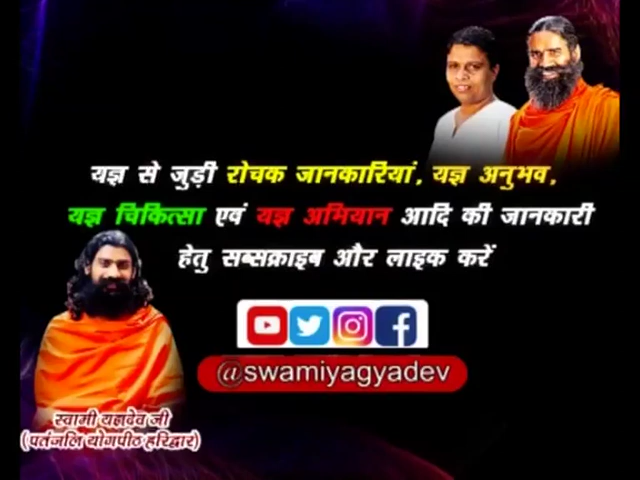 यज्ञ से जुड़ी रोचक जानकारियां, यज्ञ अनुभव,
यज्ञ चिकित्सा एवं यज्ञ अभियान आदि की जानकारी
हेतु सब्सक्राइब और लाइक करें
@swamiyagyadev
स्वामी यज्ञदेव जी
(पतंजलि योगपीठ हरिद्वार)